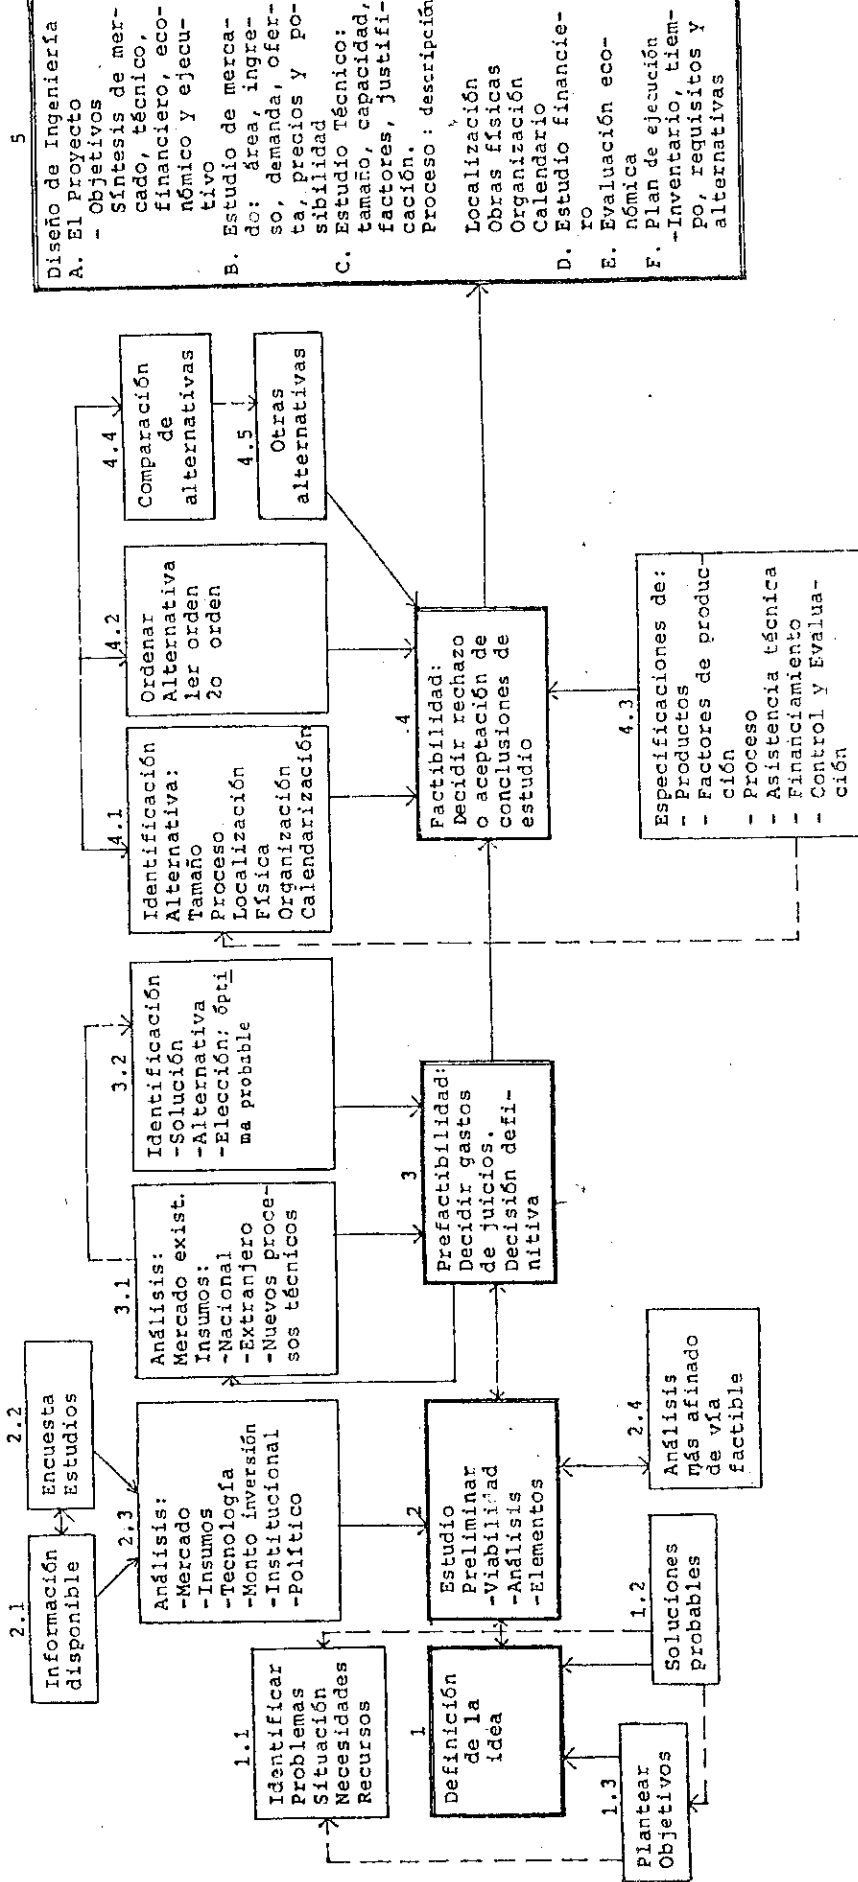 2.1
Información
disponible
2.2
Encuesta
Estudios
2.3
Análisis:
-Mercado
-Insumos
-Tecnología
-Monto inversión
-Institucional
-Político
1.1
Identificar
Problemas
Situación
Necesidades
Recursos
1
Definición
de la
idea
1.3
Plantear
Objetivos
1.2
Soluciones
probables
2
Estudio
Preliminar
-Viabilidad
-Análisis
-Elementos
2.4
Análisis
más afinado
de vía
factible
3.1
Análisis:
Mercado exist.
Insumos:
-Nacional
-Extranjero
-Nuevos proce-
sos técnicos
3.2
Identificación
-Solución
-Alternativa
-Elección: ópti
ma probable
3
Prefactibilidad:
Decidir gastos
de juicios.
Decisión defi-
nitiva
4.1
Identificación
Alternativa:
Tamaño
Proceso
Localización
Física
Organización
Calendarización
4.2
Ordenar
Alternativa
1er orden
2o orden
4.4
Comparación
de
alternativas
4.5
Otras
alternativas
.4
Factibilidad:
Decidir rechazo
o aceptación de
conclusiones de
estudio
4.3
Especificaciones de:
- Productos
- Factores de produc-
ción
- Proceso
- Asistencia técnica
- Financiamiento
- Control y Evalua-
ción
5
Diseño de Ingeniería
A. El Proyecto
- Objetivos
Síntesis de mer-
cado, técnico,
financiero, eco-
nómico y ejecu-
tivo
B. Estudio de merca-
do: área, ingre-
so, demanda, ofer-
ta, precios y po-
sibilidad
C. Estudio Técnico:
tamaño, capacidad,
factores, justifi-
cación.
Proceso: descripción
Localización
Obras físicas
Organización
Calendario
D. Estudio financie-
ro
E. Evaluación eco-
nómica
F. Plan de ejecución
-Inventario, tiem-
po, requisitos y
alternativas